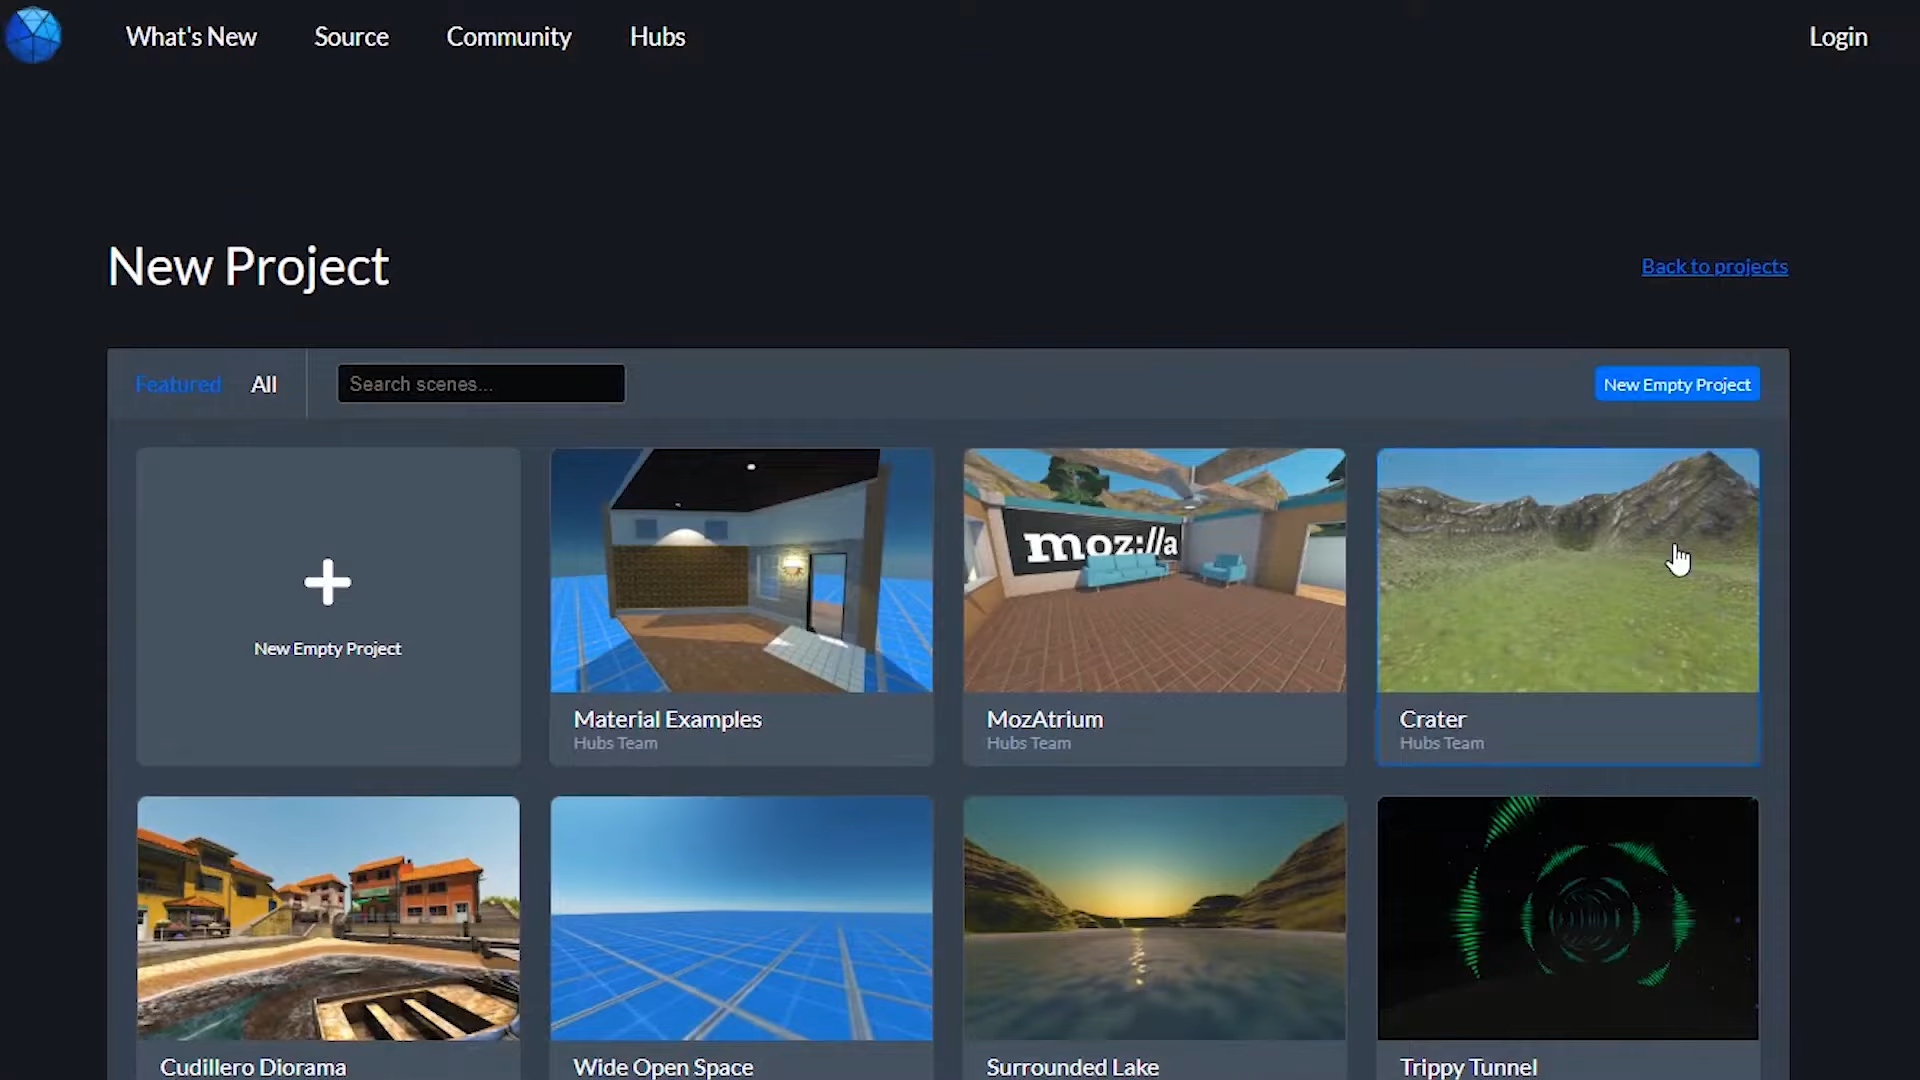 What's New
Source
Community
Hubs
Login
New Project
Back to projects
Featured
All
Search scenes...
New Empty Project
New Empty Project
moz://a
Material Examples
Hubs Team
MozAtrium
Hubs Team
Crater
Hubs Team
Cudillero Diorama
Wide Open Space
Surrounded Lake
Trippy Tunnel